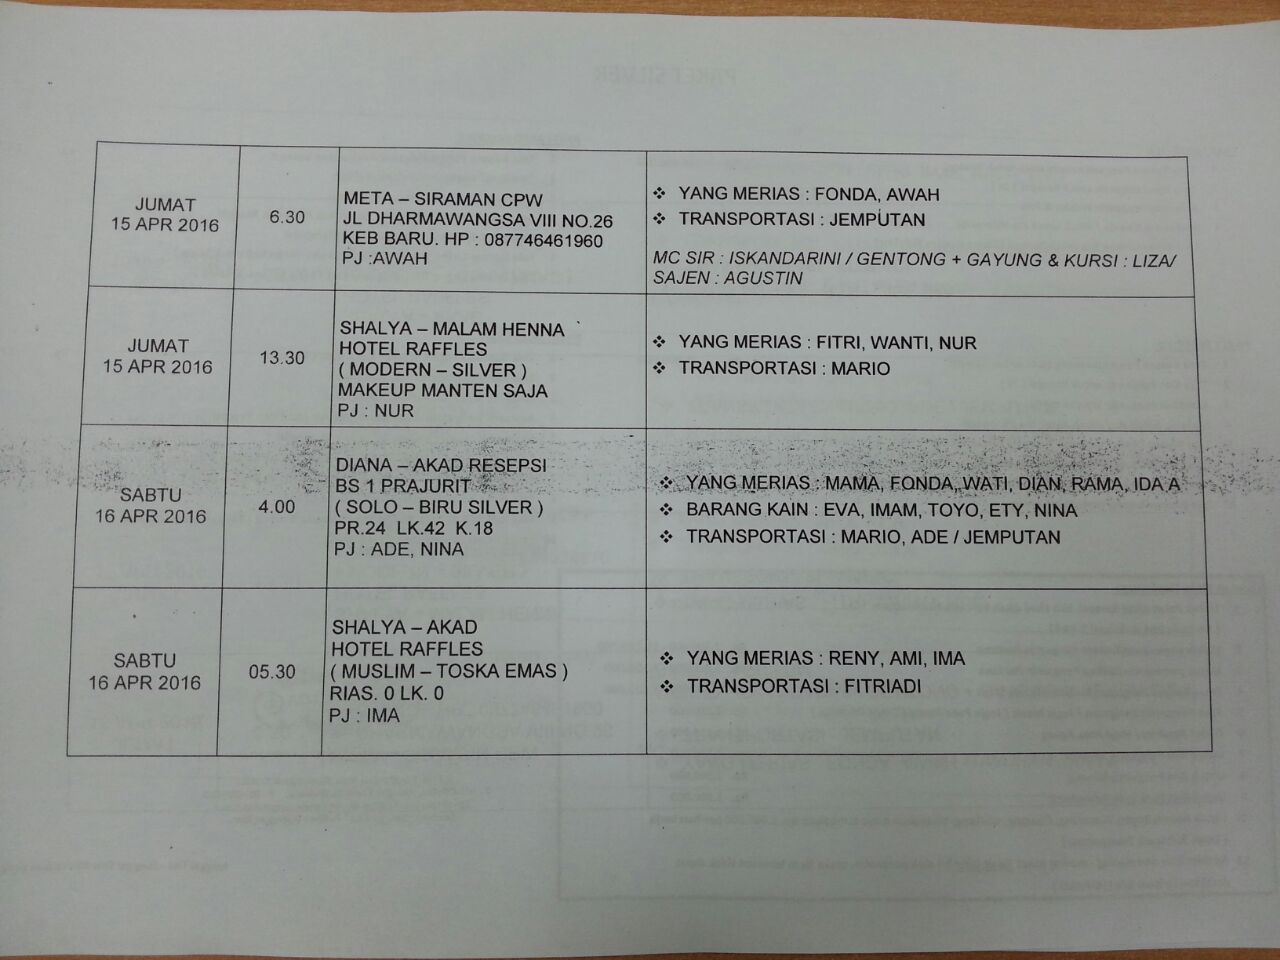 JUMAT
15 APR 2016
6.30
META – SIRAMAN CPW
JL DHARMAWANGSA VIII NO.26
KEB BARU. HP : 087746461960
PJ :AWAH
❖ YANG MERIAS : FONDA, AWAH
❖ TRANSPORTASI : JEMPUTAN
MC SIR : ISKANDARINI / GENTONG + GAYUNG & KURSI : LIZA/
SAJEN : AGUSTIN
JUMAT
15 APR 2016
13.30
SHALYA – MALAM HENNA
HOTEL RAFFLES
( MODERN – SILVER )
MAKEUP MANTEN SAJA
PJ : NUR
❖ YANG MERIAS : FITRI, WANTI, NUR
❖ TRANSPORTASI : MARIO
SABTU
16 APR 2016
4.00
DIANA – AKAD RESEPSI
BS 1 PRAJURIT
( SOLO – BIRU SILVER )
PR.24 LK.42 K.18
PJ : ADE, NINA
❖ YANG MERIAS : MAMA, FONDA, WATI, DIAN, RAMA, IDA A
❖ BARANG KAIN : EVA, IMAM, TOYO, ETY, NINA
❖ TRANSPORTASI : MARIO, ADE / JEMPUTAN
SABTU
16 APR 2016
05.30
SHALYA – AKAD
HOTEL RAFFLES
( MUSLIM – TOSKA EMAS )
RIAS. 0 LK. 0
PJ : IMA
❖ YANG MERIAS : RENY, AMI, IMA
❖ TRANSPORTASI : FITRIADI